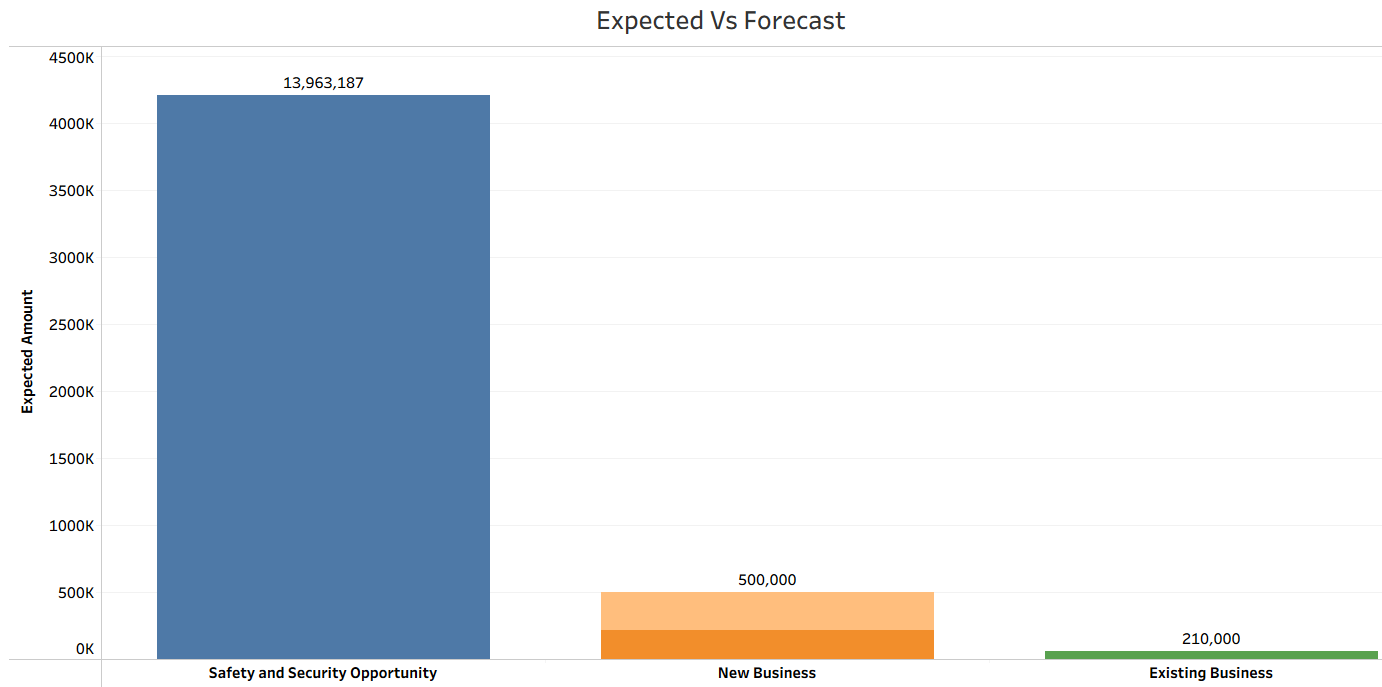 Expected Vs Forecast
4500K
13,963,187
4000K
3500K
3000K
2500K
Expected Amount
2000K
1500K
1000K
500,000
500K
210,000
0K
Safety and Security Opportunity
New Business
Existing Business